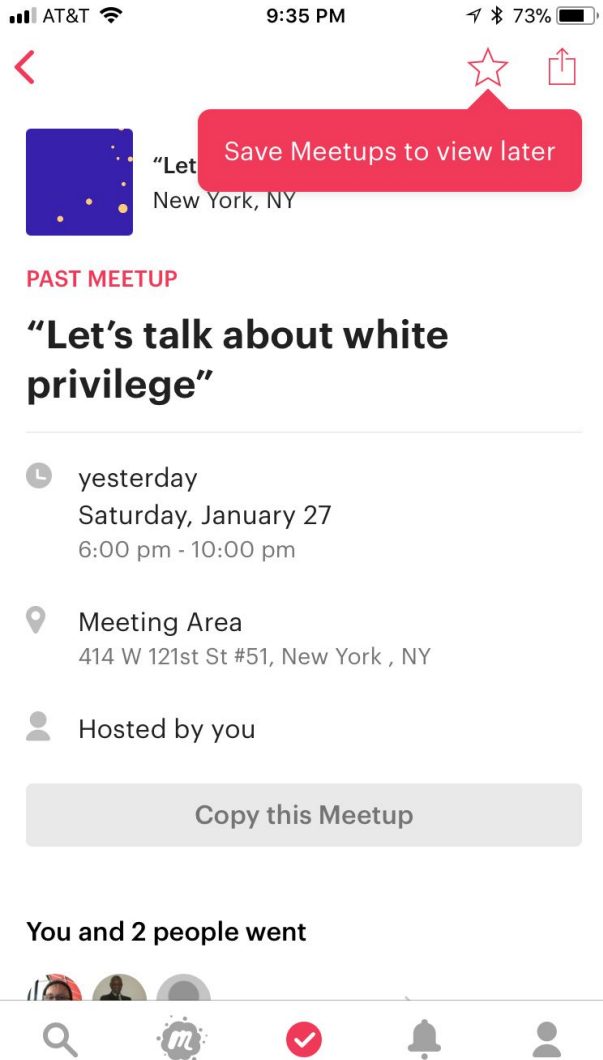 AT&T 9:35 PM 73%
Save Meetups to view later
“Let
New York, NY
PAST MEETUP
“Let’s talk about white
privilege”
yesterday
Saturday, January 27
6:00 pm - 10:00 pm
Meeting Area
414 W 121st St #51, New York , NY
Hosted by you
Copy this Meetup
You and 2 people went
m